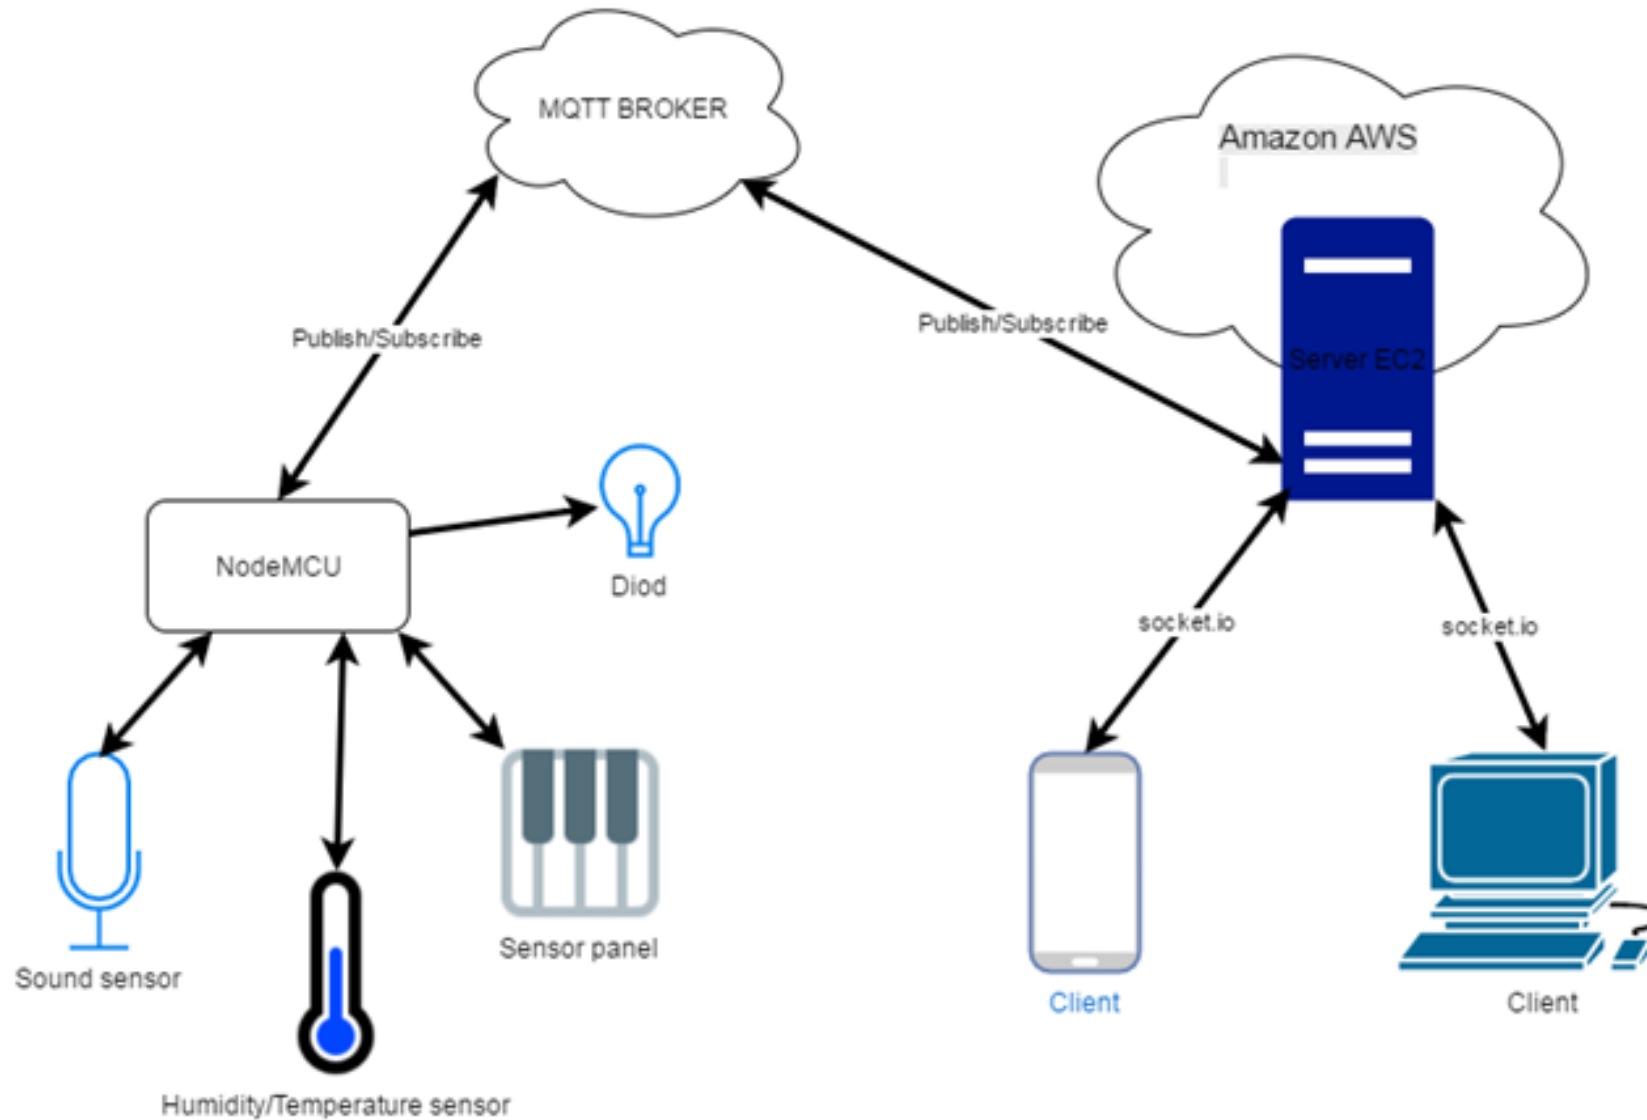 MQTT BROKER
Amazon AWS
Publish/Subscribe
Publish/Subscribe
Server EC2
NodeMCU
Diod
socket.io
socket.io
Sound sensor
Sensor panel
Humidity/Temperature sensor
Client
Client